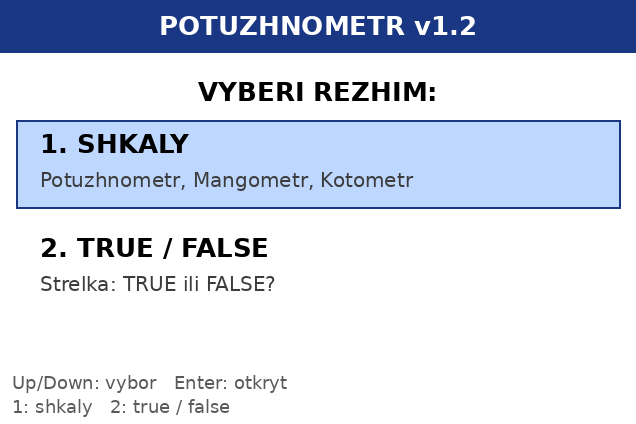 POTUZHNOMETR v1.2
VYBERI REZHIM:
1. SHKALY
Potuzhnometr, Mangometr, Kotometr
2. TRUE / FALSE
Strelka: TRUE ili FALSE?
Up/Down: vybor   Enter: otkryt
1: shkaly   2: true / false